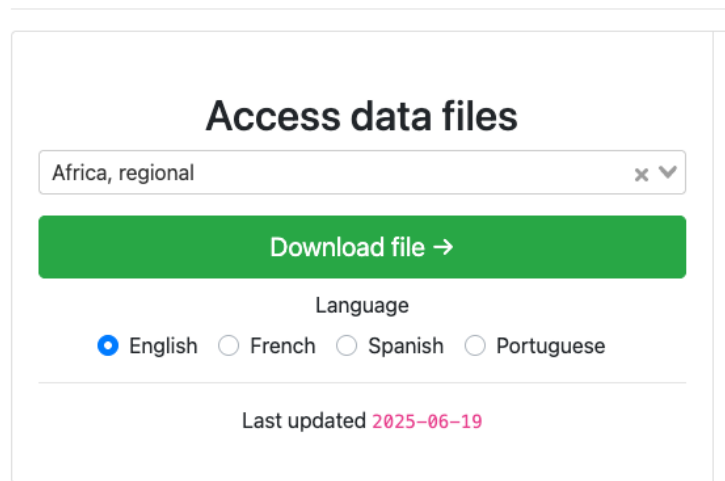 Access data files
Africa, regional
Download file →
Language
English French Spanish Portuguese
Last updated 2025-06-19